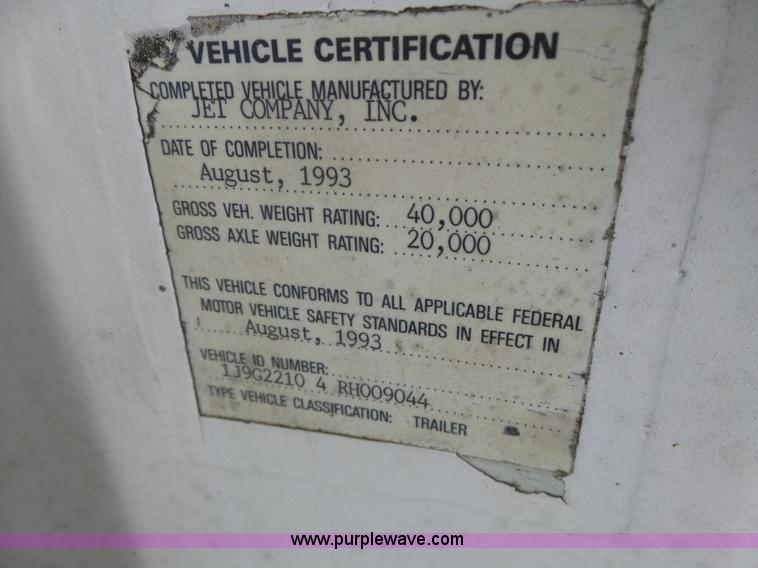 VEHICLE CERTIFICATION
COMPLETED VEHICLE MANUFACTURED BY:
JET COMPANY, INC.
DATE OF COMPLETION:
August, 1993
GROSS VEH. WEIGHT RATING: 40,000
GROSS AXLE WEIGHT RATING: 20,000
THIS VEHICLE CONFORMS TO ALL APPLICABLE FEDERAL
MOTOR VEHICLE SAFETY STANDARDS IN EFFECT IN
August, 1993
VEHICLE ID NUMBER:
1J9G2210 4 RH009044
TYPE VEHICLE CLASSIFICATION: TRAILER
www.purplewave.com